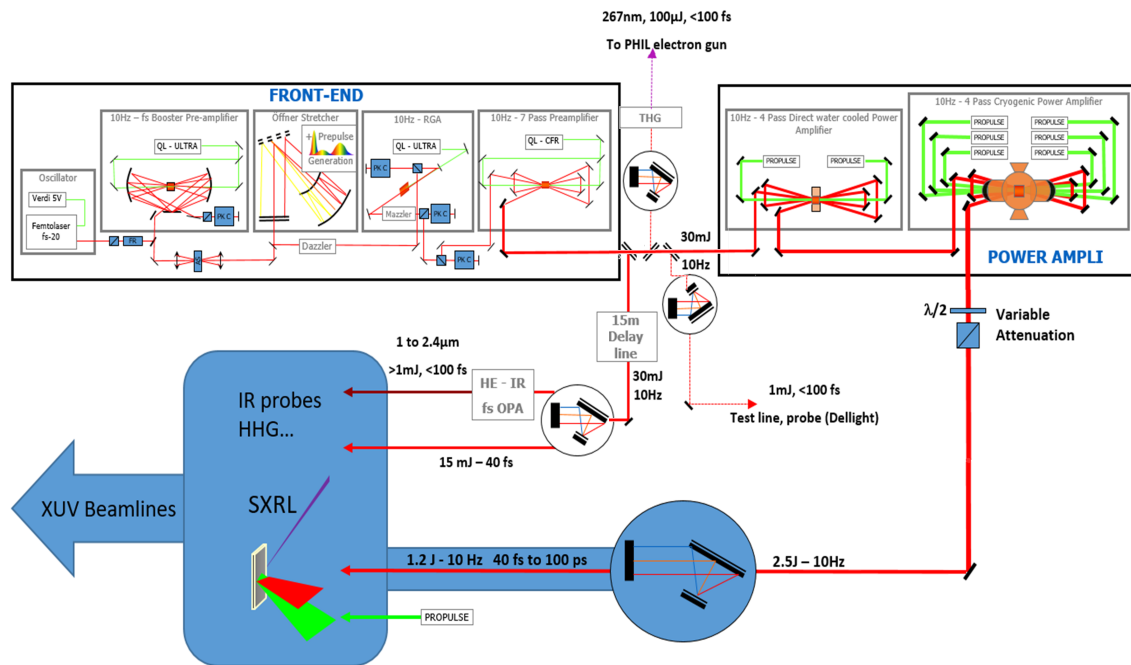 267nm, 100µJ, <100 fs
To PHIL electron gun
FRONT-END
10Hz – fs Booster Pre-amplifier
QL - ULTRA
PK C
Öffner Stretcher
+ Prepulse
Generation
10Hz - RGA
PK C
QL - ULTRA
Mazzler
PK C
10Hz - 7 Pass Preamplifier
QL - CFR
THG
10Hz - 4 Pass Direct water cooled Power
Amplifier
PROPULSE
PROPULSE
10Hz - 4 Pass Cryogenic Power Amplifier
PROPULSE
PROPULSE
PROPULSE
PROPULSE
PROPULSE
PROPULSE
Oscillator
Verdi 5V
Femtolaser
fs-20
FR
Dazzler
PK C
30mJ
10Hz
POWER AMPLI
λ/2
Variable
Attenuation
15m
Delay
line
30mJ
10Hz
1 to 2.4µm
>1mJ, <100 fs
HE - IR
fs OPA
1mJ, <100 fs
Test line, probe (Dellight)
IR probes
HHG...
15 mJ – 40 fs
XUV Beamlines
SXRL
1.2 J - 10 Hz 40 fs to 100 ps
2.5J – 10Hz
PROPULSE